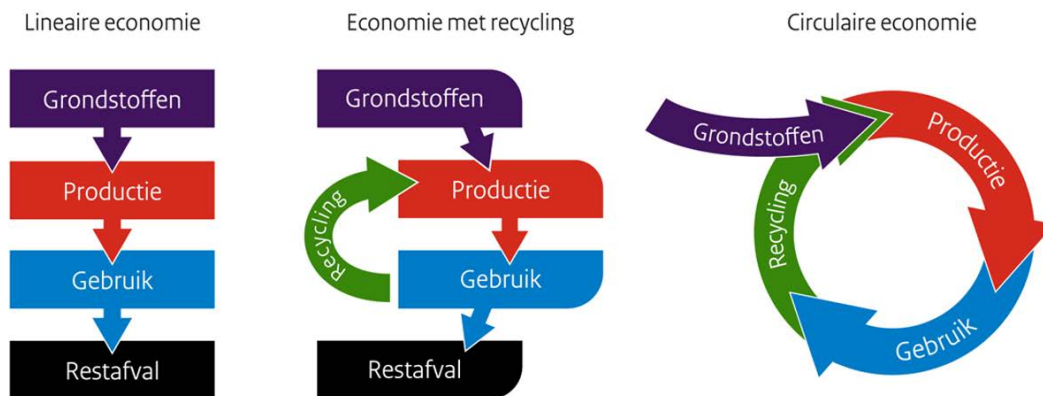 Lineaire economie
Grondstoffen
Productie
Gebruik
Restafval
Economie met recycling
Grondstoffen
Productie
Recycling
Gebruik
Restafval
Circulaire economie
Grondstoffen
Productie
Recycling
Gebruik